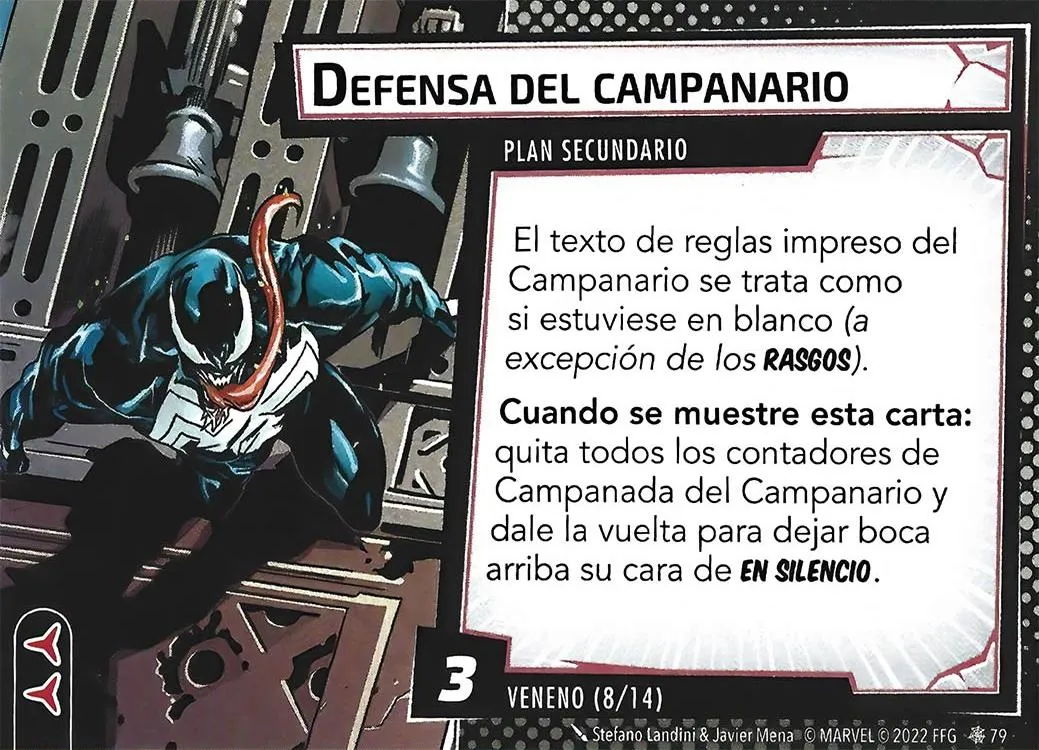 DEFENSA DEL CAMPANARIO
PLAN SECUNDARIO
El texto de reglas impreso del
Campanario se trata como
si estuviese en blanco (a
excepción de los RASGOS).
Cuando se muestre esta carta:
quita todos los contadores de
Campanada del Campanario y
dale la vuelta para dejar boca
arriba su cara de EN SILENCIO.
3
VENENO (8/14)
Stefano Landini & Javier Mena © MARVEL © 2022 FFG 79